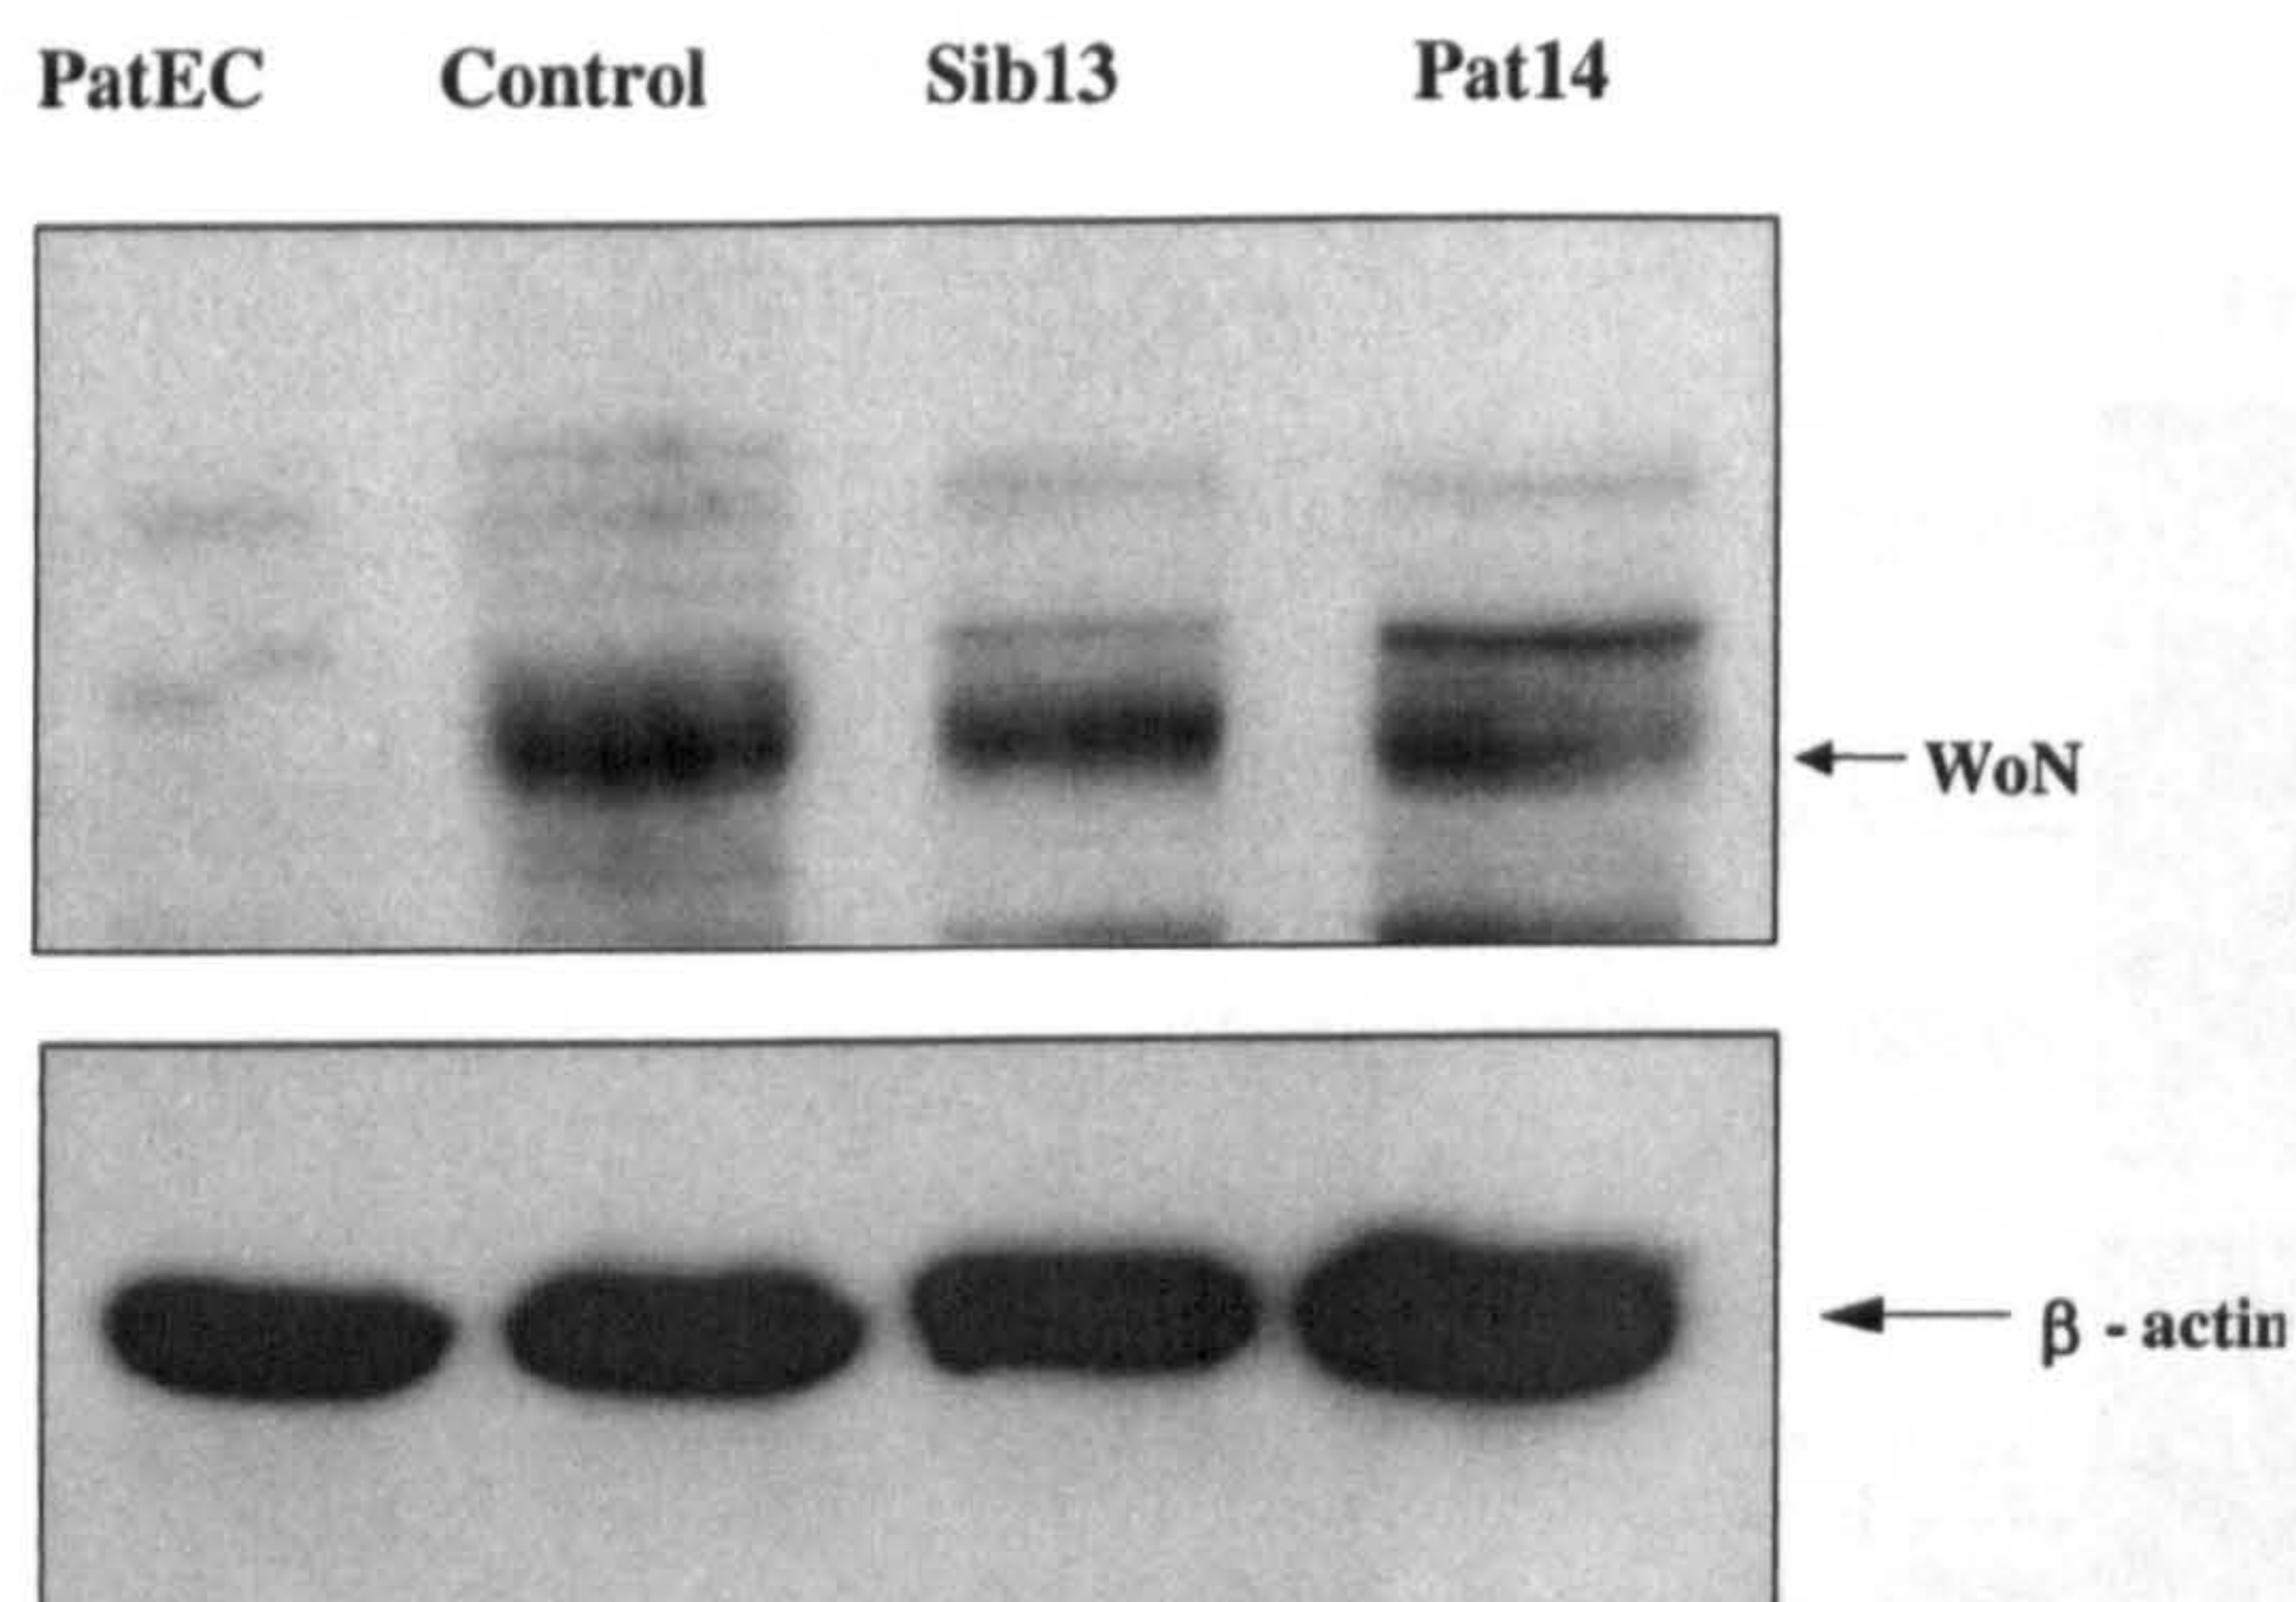 PatEC Control Sib13 Pat14
WoN
β - actin